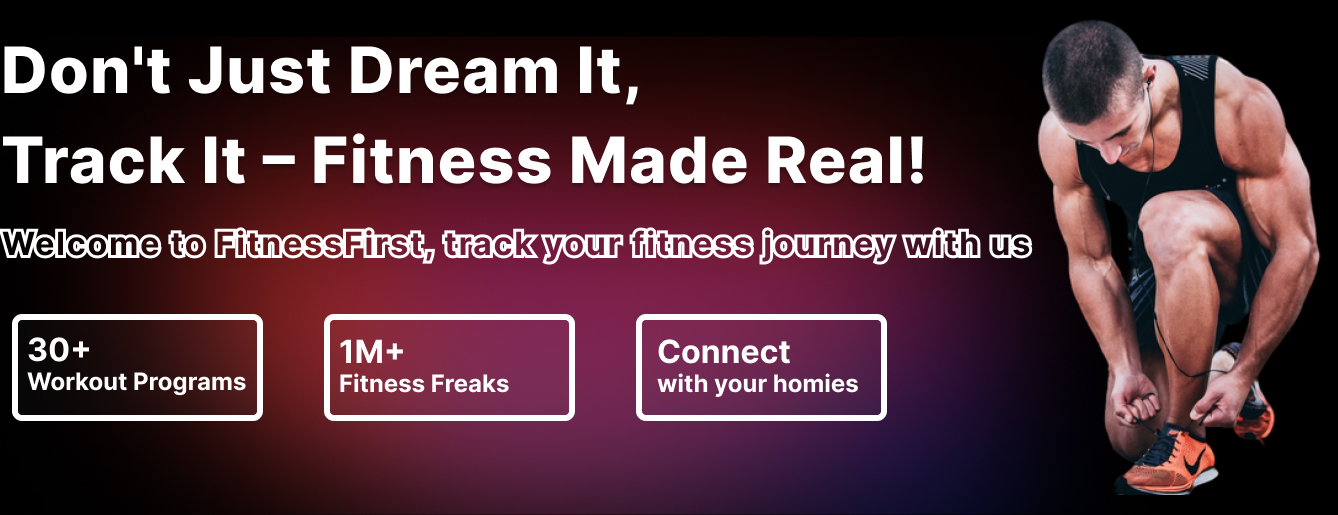 Don't Just Dream It,
Track It – Fitness Made Real!
Welcome to FitnessFirst, track your fitness journey with us
30+
Workout Programs
1M+
Fitness Freaks
Connect
with your homies